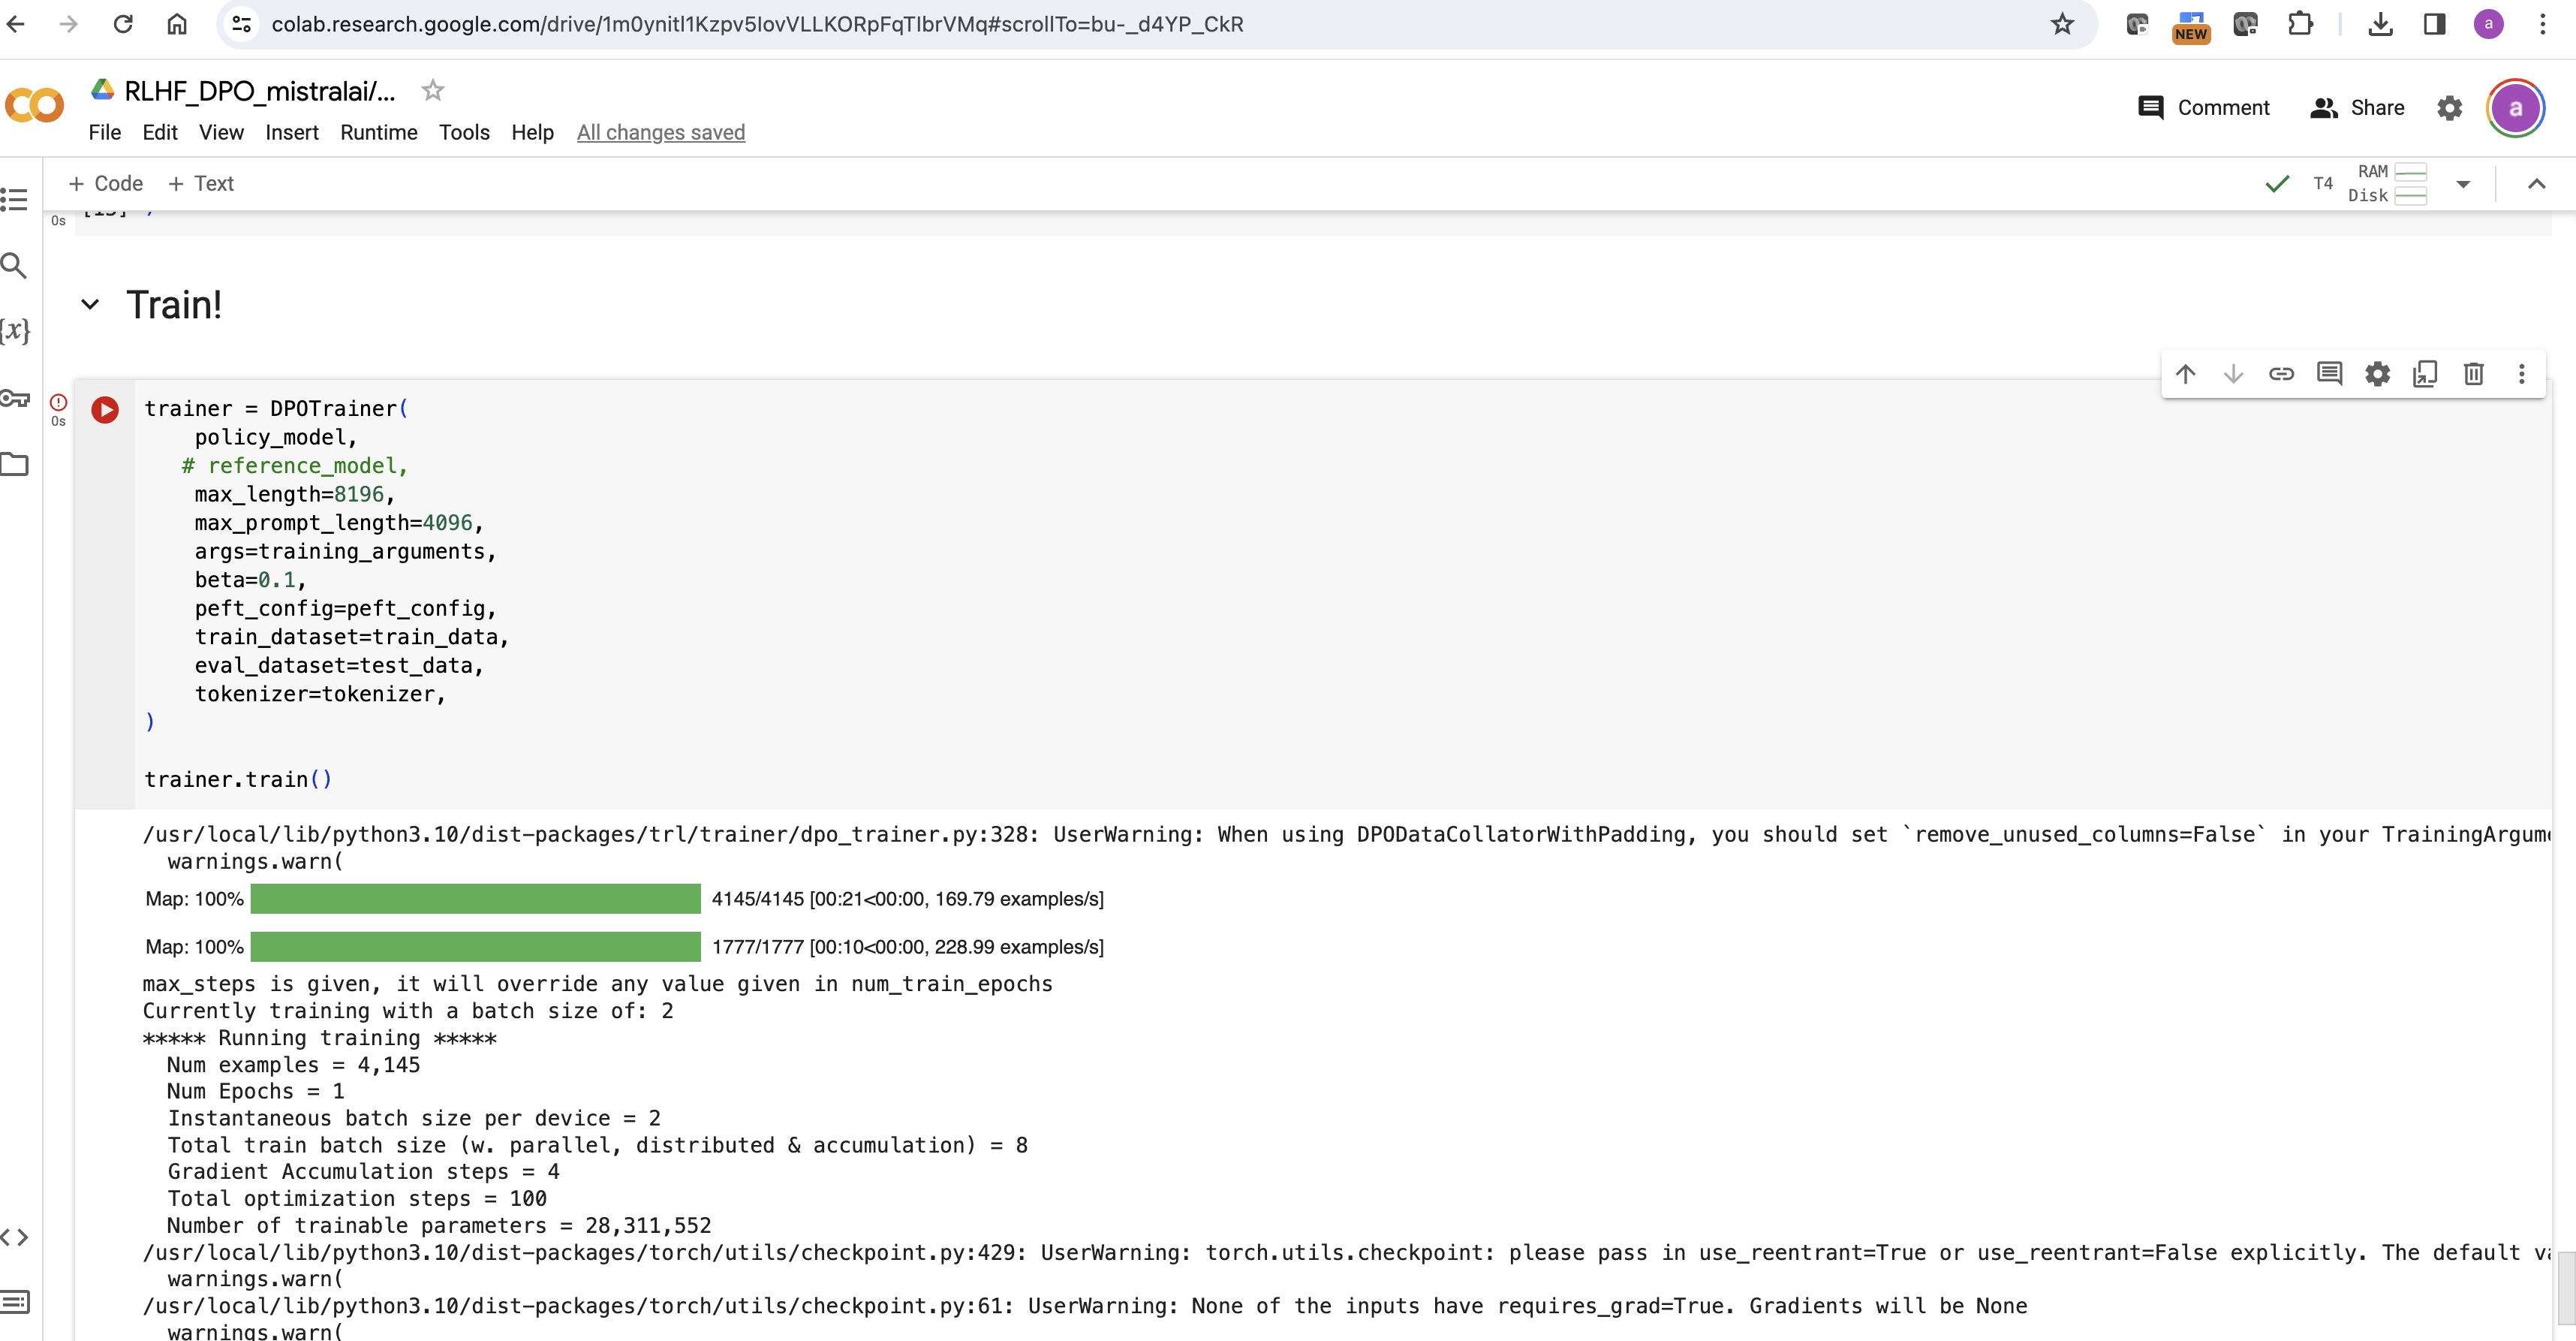 colab.research.google.com/drive/1m0ynitl1Kzpv5IovVLLKORpFqTIbrVMq#scrollTo=bu-_d4YP_CkR
NEW
a
RLHF_DPO_mistralai/...
Comment
Share
a
File Edit View Insert Runtime Tools Help All changes saved
+ Code + Text
T4
RAM
Disk
0s
[15] )
Train!
{x}
0s
trainer = DPOTrainer(
policy_model,
# reference_model,
max_length=8196,
max_prompt_length=4096,
args=training_arguments,
beta=0.1,
peft_config=peft_config,
train_dataset=train_data,
eval_dataset=test_data,
tokenizer=tokenizer,
)
trainer.train()
/usr/local/lib/python3.10/dist-packages/trl/trainer/dpo_trainer.py:328: UserWarning: When using DPODataCollatorWithPadding, you should set `remove_unused_columns=False` in your TrainingArgume
warnings.warn(
Map: 100% 4145/4145 [00:21<00:00, 169.79 examples/s]
Map: 100% 1777/1777 [00:10<00:00, 228.99 examples/s]
max_steps is given, it will override any value given in num_train_epochs
Currently training with a batch size of: 2
***** Running training *****
Num examples = 4,145
Num Epochs = 1
Instantaneous batch size per device = 2
Total train batch size (w. parallel, distributed & accumulation) = 8
Gradient Accumulation steps = 4
Total optimization steps = 100
Number of trainable parameters = 28,311,552
/usr/local/lib/python3.10/dist-packages/torch/utils/checkpoint.py:429: UserWarning: torch.utils.checkpoint: please pass in use_reentrant=True or use_reentrant=False explicitly. The default va
warnings.warn(
/usr/local/lib/python3.10/dist-packages/torch/utils/checkpoint.py:61: UserWarning: None of the inputs have requires_grad=True. Gradients will be None
warnings.warn(